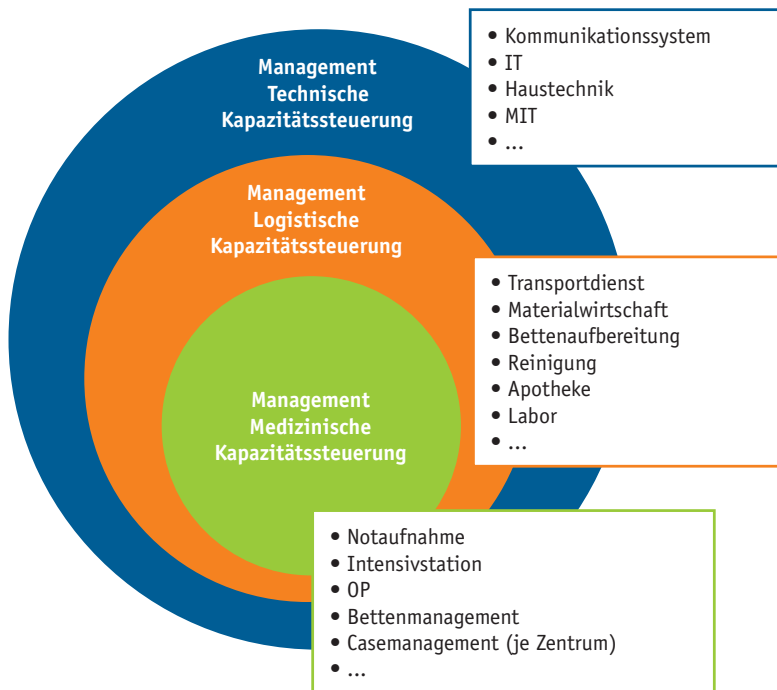 Management
Technische
Kapazitätssteuerung
• Kommunikationssystem
• IT
• Haustechnik
• MIT
• ...
Management
Logistische
Kapazitätssteuerung
• Transportdienst
• Materialwirtschaft
• Bettenaufbereitung
• Reinigung
• Apotheke
• Labor
• ...
Management
Medizinische
Kapazitätssteuerung
• Notaufnahme
• Intensivstation
• OP
• Bettenmanagement
• Casemanagement (je Zentrum)
• ...